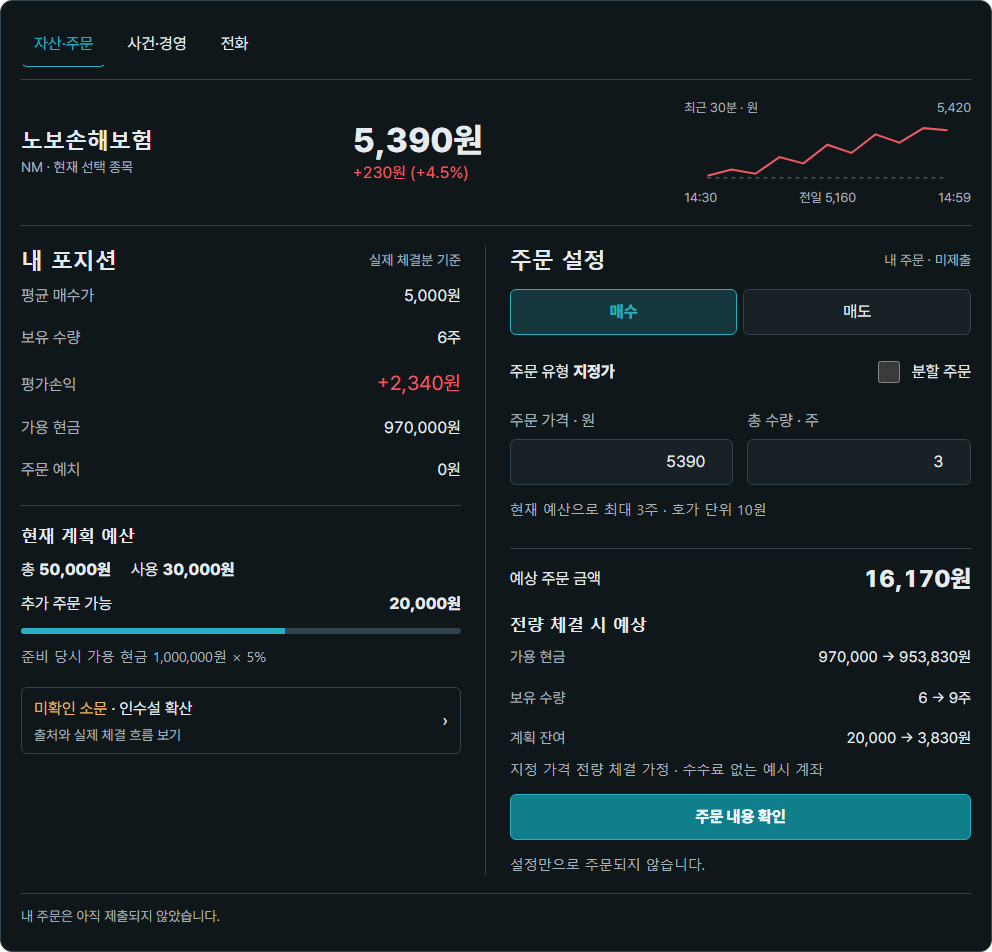 자산·주문 사건·경영 전화
최근 30분 · 원 5,420
노보손해보험
NM · 현재 선택 종목
5,390원
+230원 (+4.5%)
14:30 전일 5,160 14:59
내 포지션 실제 체결분 기준
평균 매수가 5,000원
보유 수량 6주
평가손익 +2,340원
가용 현금 970,000원
주문 예치 0원
현재 계획 예산
총 50,000원 사용 30,000원
추가 주문 가능 20,000원
준비 당시 가용 현금 1,000,000원 × 5%
미확인 소문 · 인수설 확산 ›
출처와 실제 체결 흐름 보기
주문 설정 내 주문 · 미제출
매수 매도
주문 유형 지정가 분할 주문
주문 가격 · 원 총 수량 · 주
5390 3
현재 예산으로 최대 3주 · 호가 단위 10원
예상 주문 금액 16,170원
전량 체결 시 예상
가용 현금 970,000 → 953,830원
보유 수량 6 → 9주
계획 잔여 20,000 → 3,830원
지정 가격 전량 체결 가정 · 수수료 없는 예시 계좌
주문 내용 확인
설정만으로 주문되지 않습니다.
내 주문은 아직 제출되지 않았습니다.